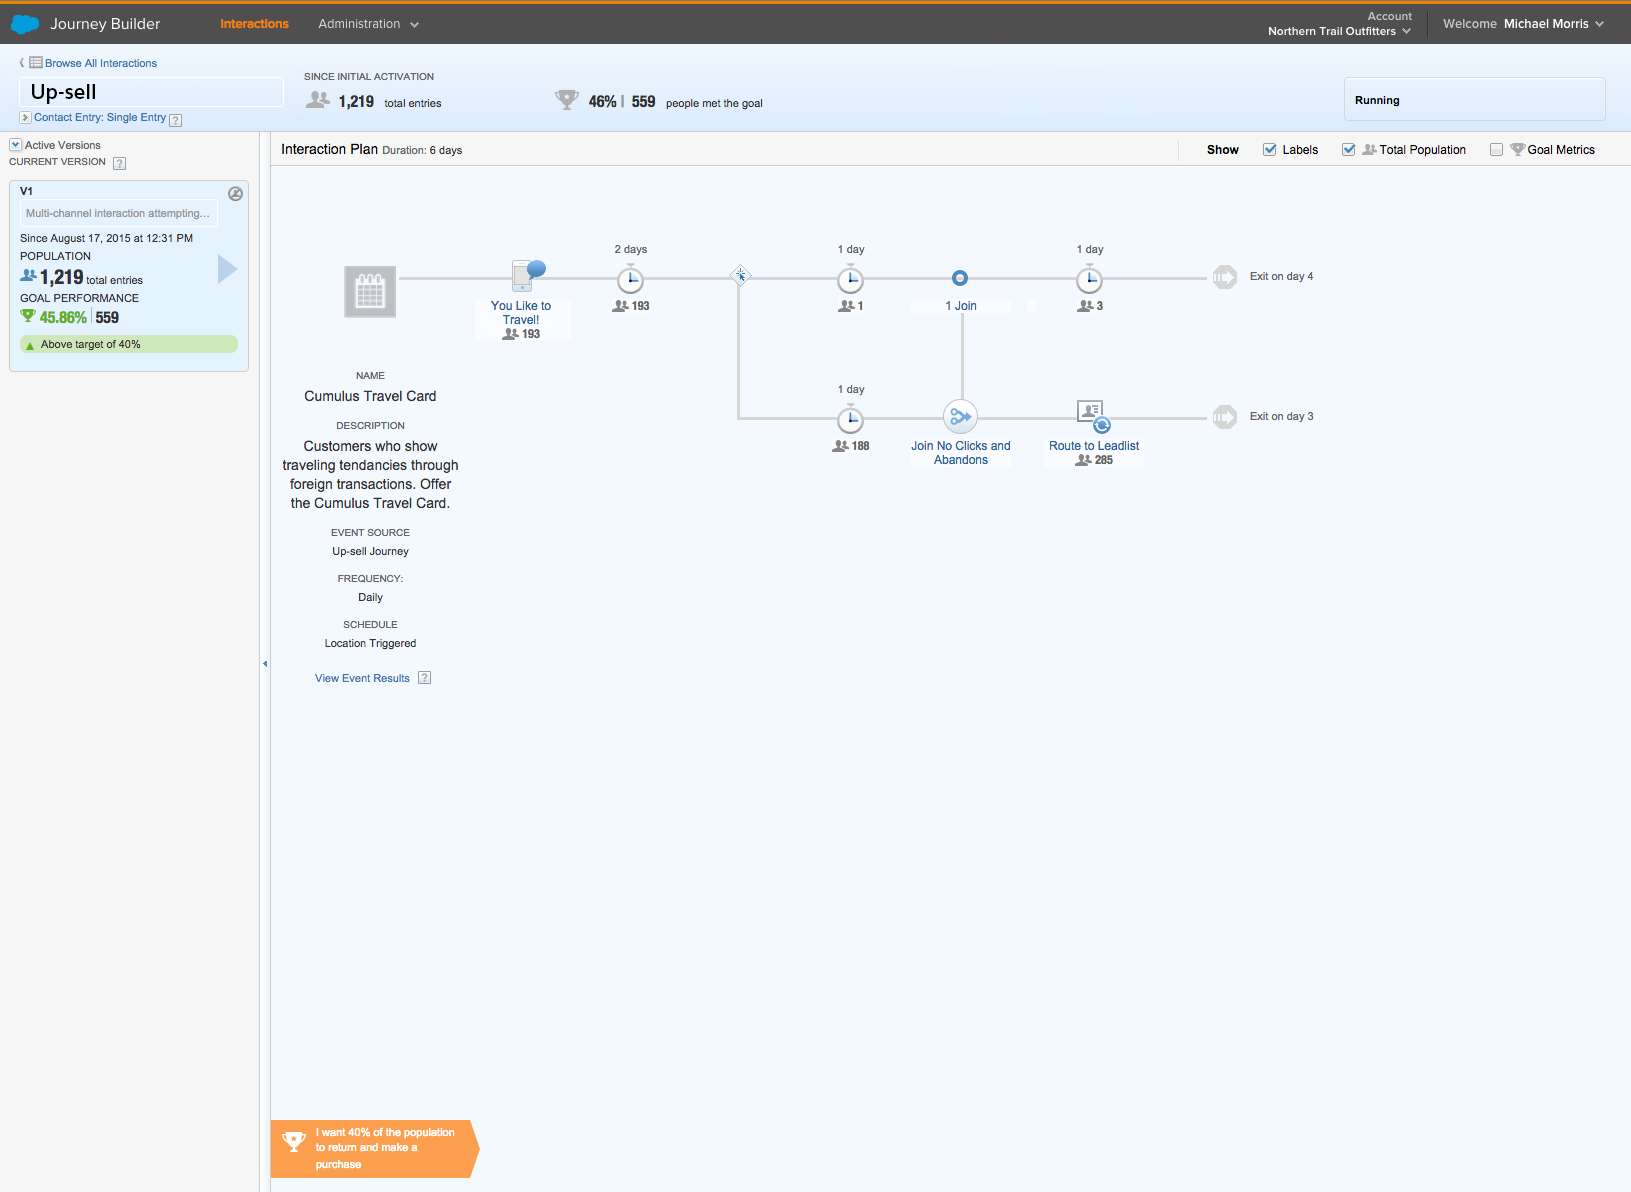 Journey Builder
Interactions
Administration
Account
Northern Trail Outfitters
Welcome Michael Morris
Browse All Interactions
Up-sell
Contact Entry: Single Entry ?
SINCE INITIAL ACTIVATION
1,219 total entries
46% | 559 people met the goal
Running
Active Versions
CURRENT VERSION ?
V1
Multi-channel interaction attempting...
Since August 17, 2015 at 12:31 PM
POPULATION
1,219 total entries
GOAL PERFORMANCE
45.86% | 559
Above target of 40%
Interaction Plan Duration: 6 days
Show
Labels
Total Population
Goal Metrics
2 days
1 day
1 day
You Like to
Travel!
193
193
1
1 Join
3
Exit on day 4
1 day
188
Join No Clicks and
Abandons
Route to Leadlist
285
Exit on day 3
NAME
Cumulus Travel Card
DESCRIPTION
Customers who show
traveling tendancies through
foreign transactions. Offer
the Cumulus Travel Card.
EVENT SOURCE
Up-sell Journey
FREQUENCY:
Daily
SCHEDULE
Location Triggered
View Event Results ?
I want 40% of the population
to return and make a
purchase